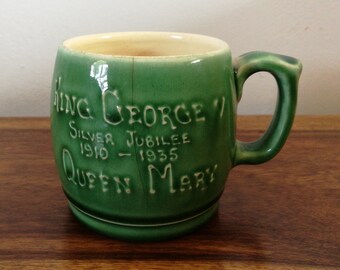 KING GEORGE V
SILVER JUBILEE
1910 – 1935
QUEEN MARY